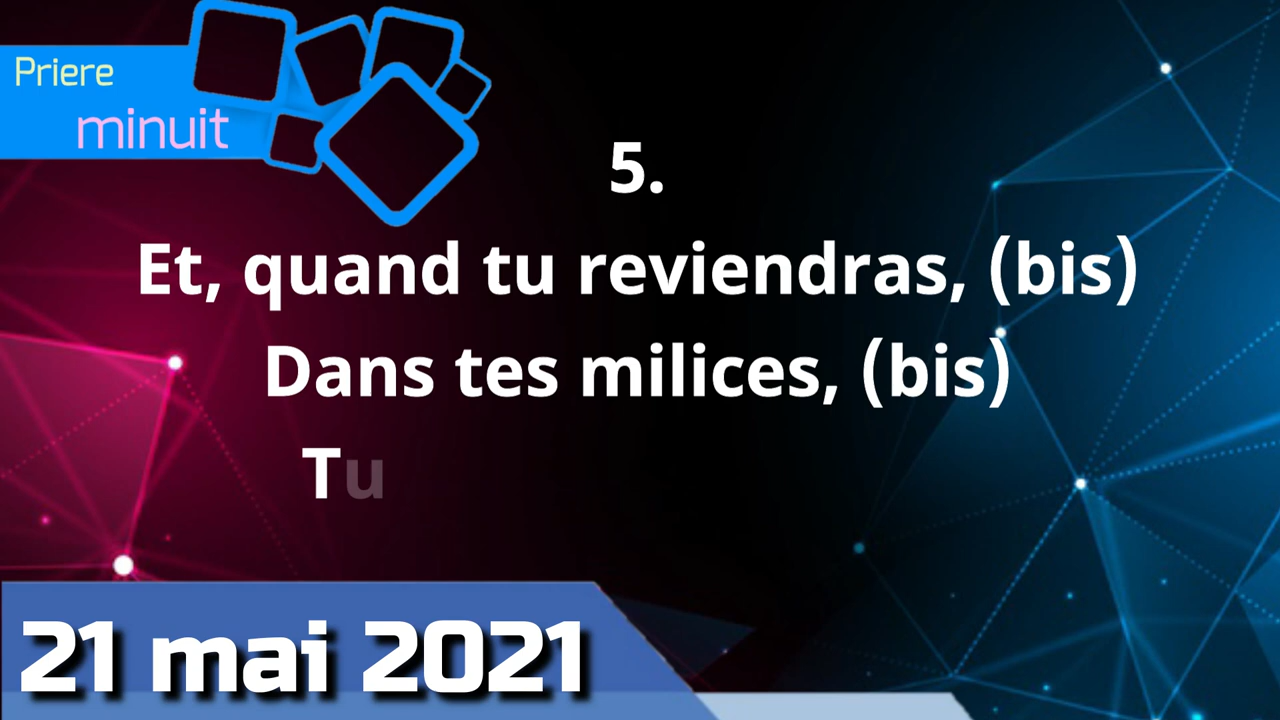 Priere
minuit
5.
Et, quand tu reviendras, (bis)
Dans tes milices, (bis)
Tu
21 mai 2021